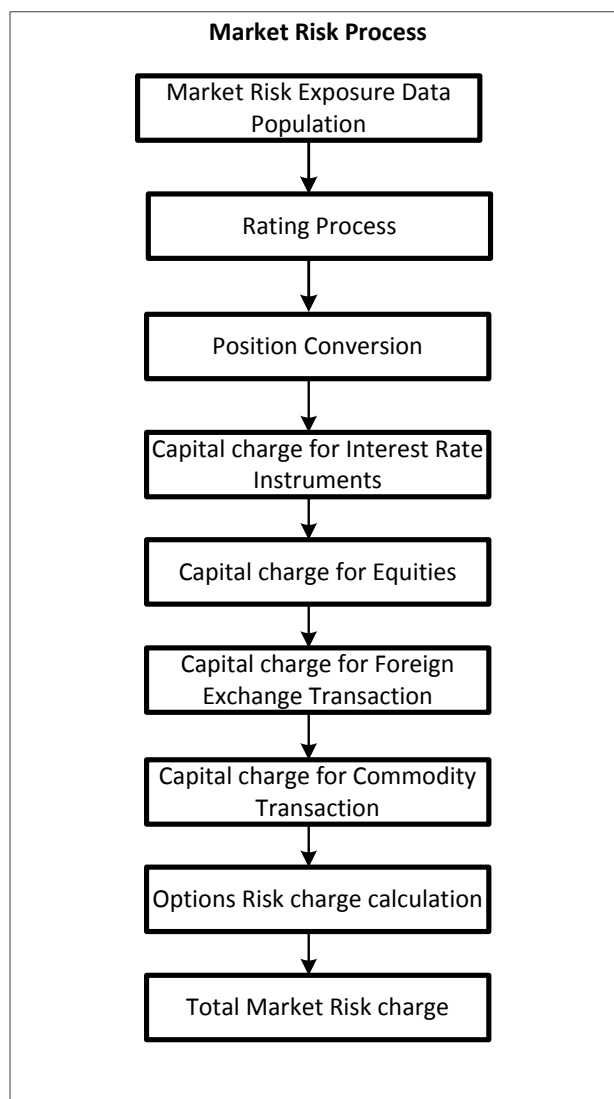 Market Risk Process
Market Risk Exposure Data
Population
Rating Process
Position Conversion
Capital charge for Interest Rate
Instruments
Capital charge for Equities
Capital charge for Foreign
Exchange Transaction
Capital charge for Commodity
Transaction
Options Risk charge calculation
Total Market Risk charge